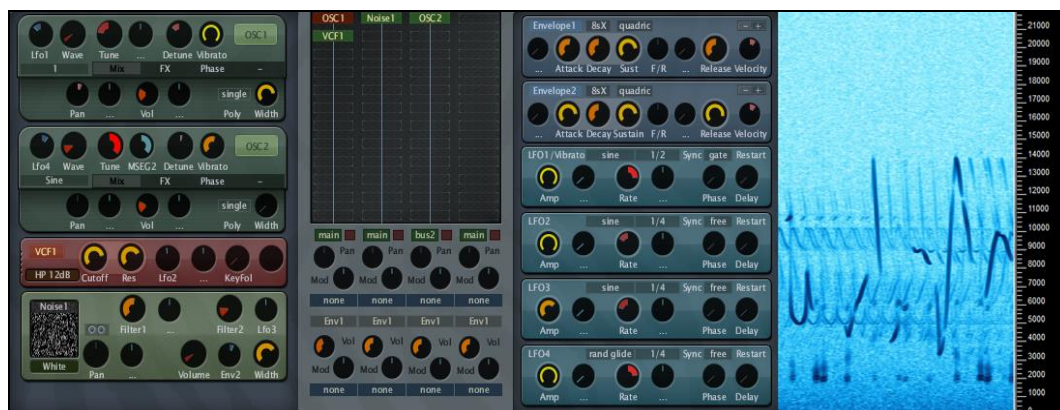 OSC1
Lfo1 Wave Tune ... Detune Vibrato
1 Mix FX Phase –
single
Pan ... Vol ... Poly Width
OSC2
Lfo4 Wave Tune MSEG2 Detune Vibrato
Sine Mix FX Phase –
single
Pan ... Vol ... Poly Width
VCF1
HP 12dB Cutoff Res Lfo2 ... KeyFol
Noise1
Filter1 ... Filter2 Lfo3
White
Pan ... Volume Env2 Width
OSC1 Noise1 OSC2
VCF1
main main bus2 main
Pan Pan Pan Pan
Mod Mod Mod Mod
none none none none
Env1 Env1 Env1 Env1
Vol Vol Vol Vol
Mod Mod Mod Mod
none none none none
Envelope1 8sX quadric - +
... Attack Decay Sust F/R ... Release Velocity
Envelope2 8sX quadric - +
... Attack Decay Sustain F/R ... Release Velocity
LFO1/Vibrato sine 1/2 Sync gate Restart
Amp ... Rate ... Phase Delay
LFO2 sine 1/4 Sync free Restart
Amp ... Rate ... Phase Delay
LFO3 sine 1/4 Sync free Restart
Amp ... Rate ... Phase Delay
LFO4 rand glide 1/4 Sync free Restart
Amp ... Rate ... Phase Delay
21000
20000
19000
18000
17000
16000
15000
14000
13000
12000
11000
10000
9000
8000
7000
6000
5000
4000
3000
2000
1000